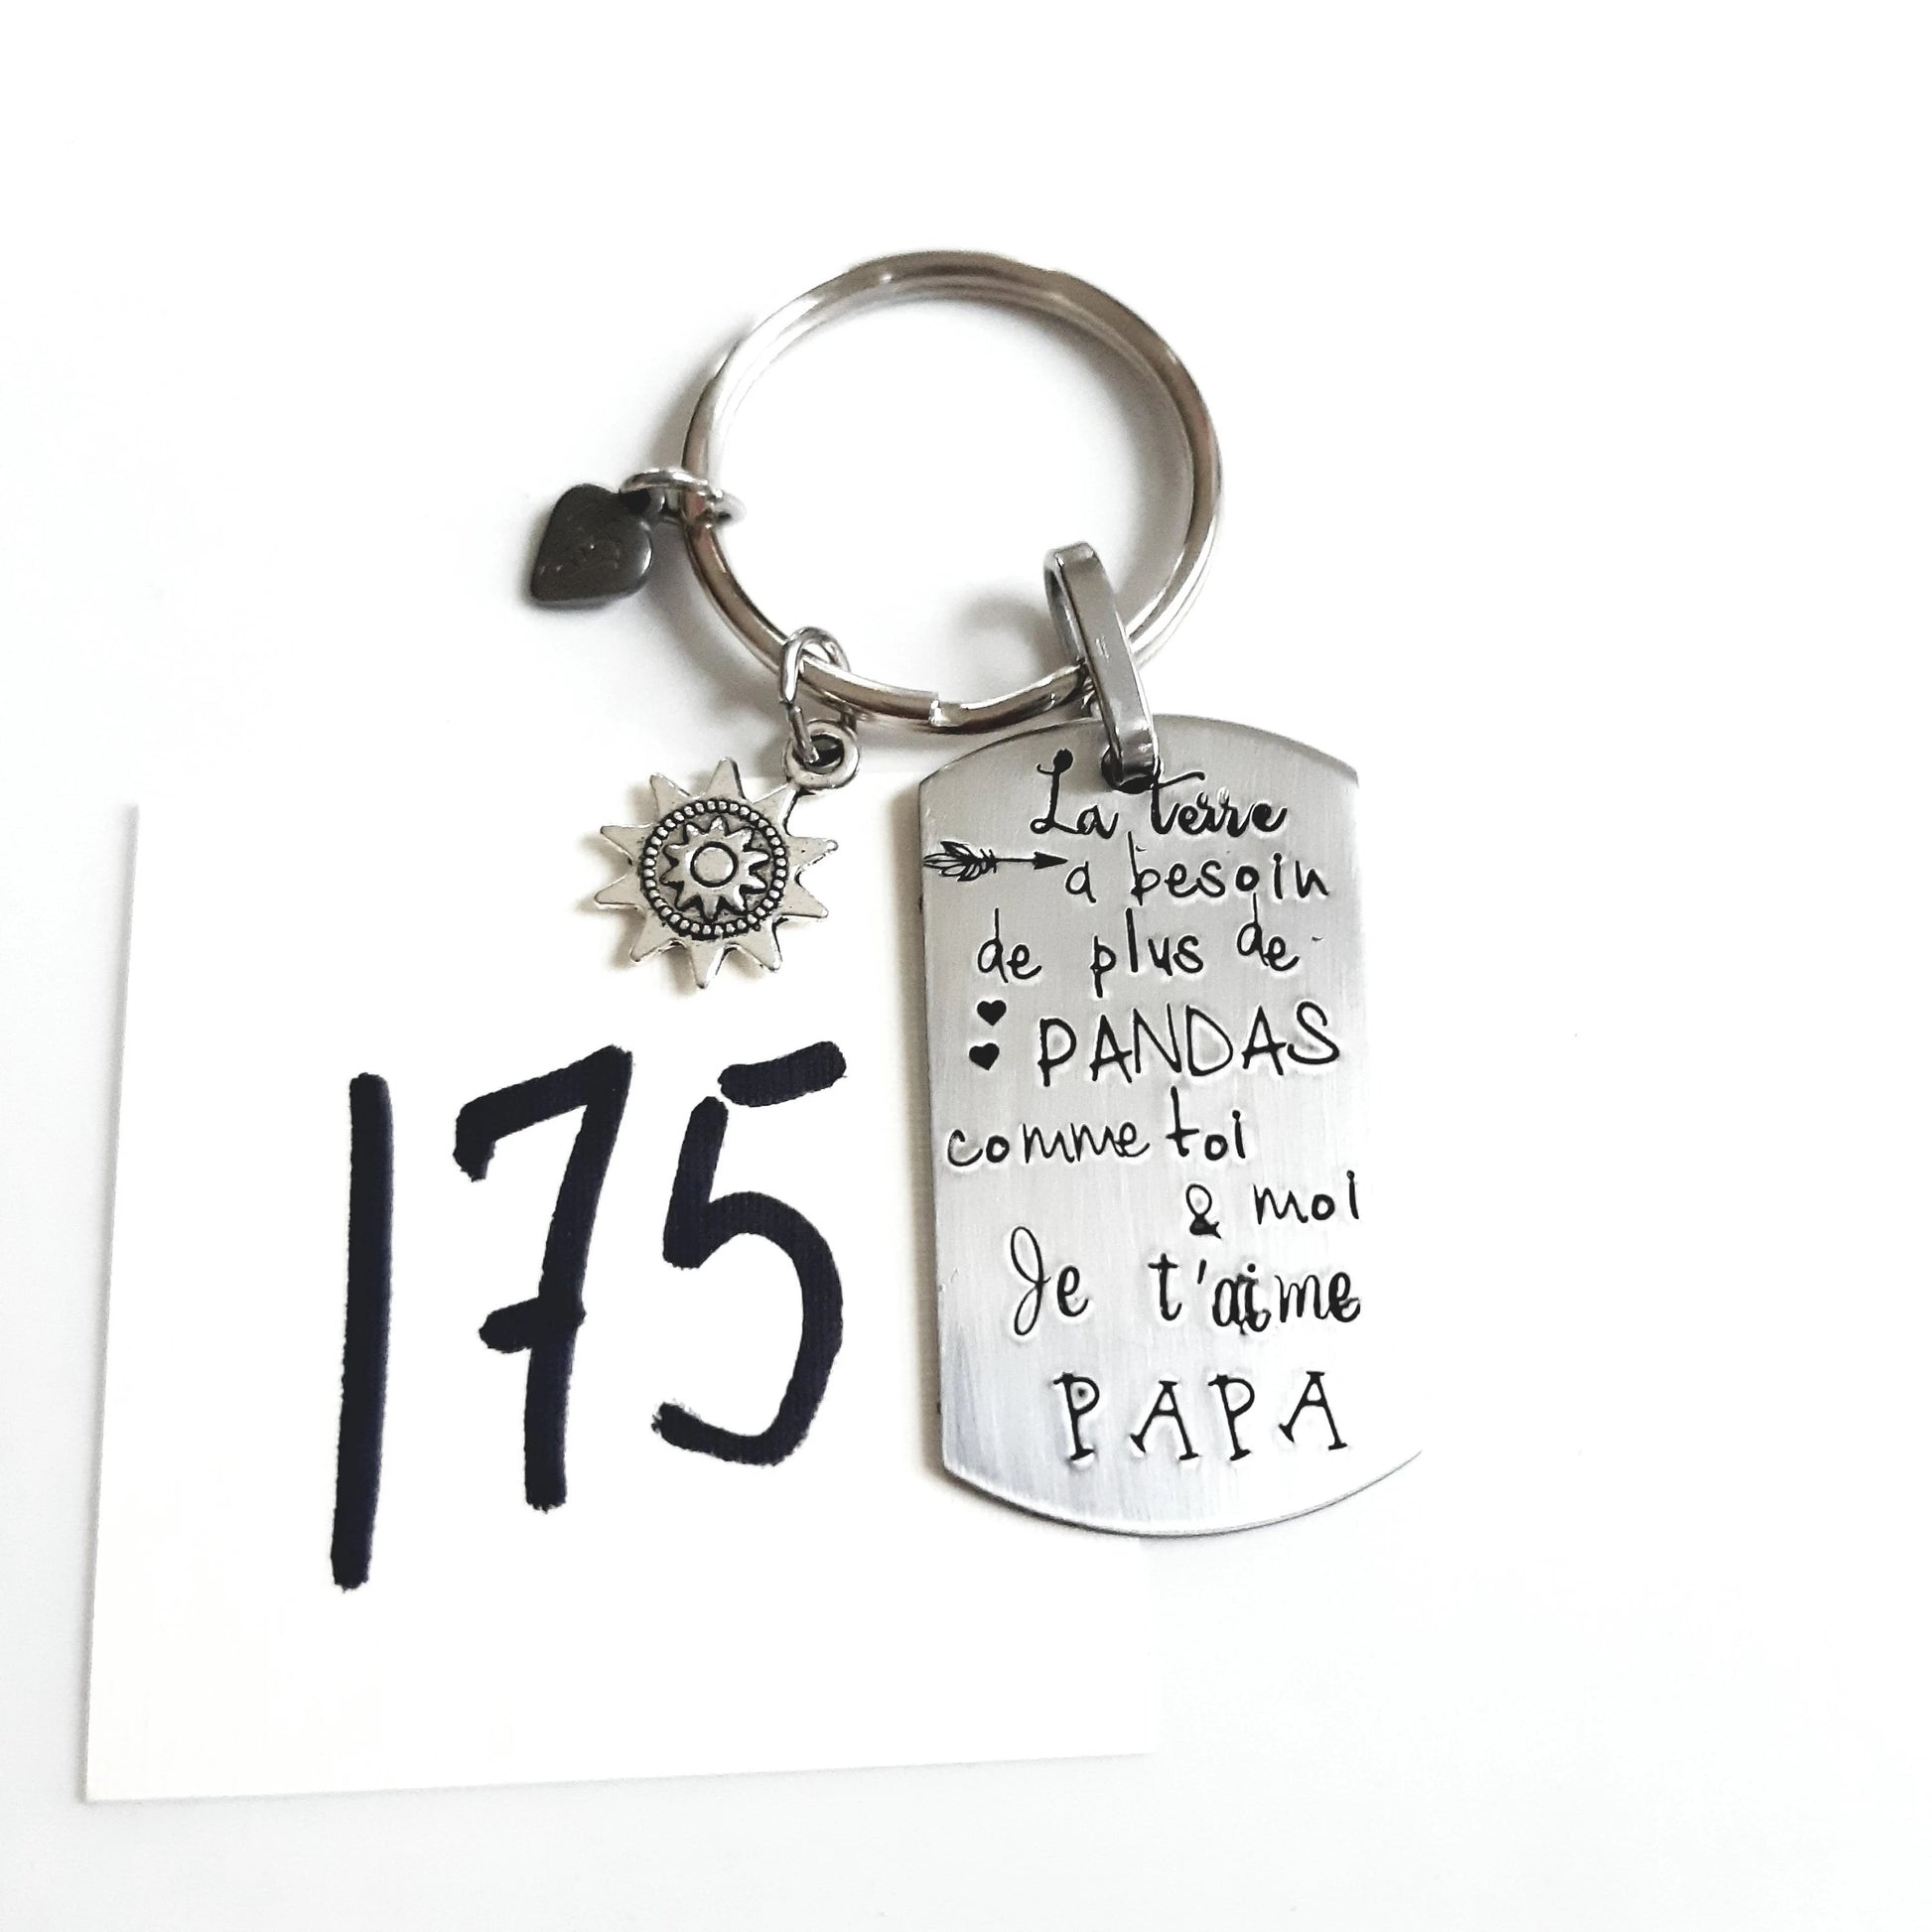 La terre
a besoin
de plus de
PANDAS
comme toi
& moi
Je t'aime
PAPA
175